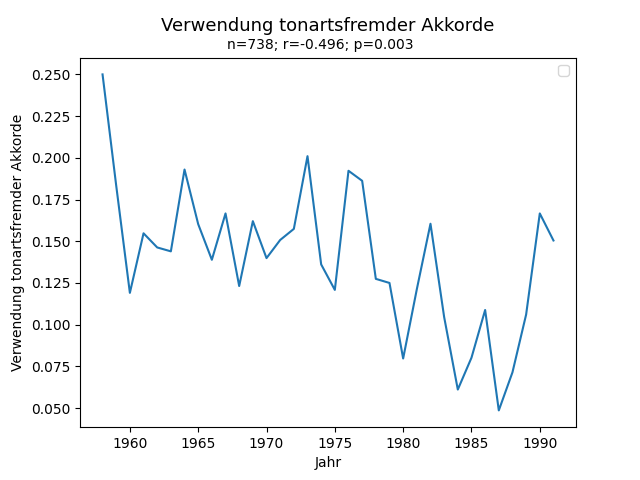 Verwendung tonartsfremder Akkorde
n=738; r=-0.496; p=0.003
0.250
0.225
0.200
0.175
0.150
0.125
0.100
0.075
0.050
Verwendung tonartsfremder Akkorde
1960 1965 1970 1975 1980 1985 1990
Jahr